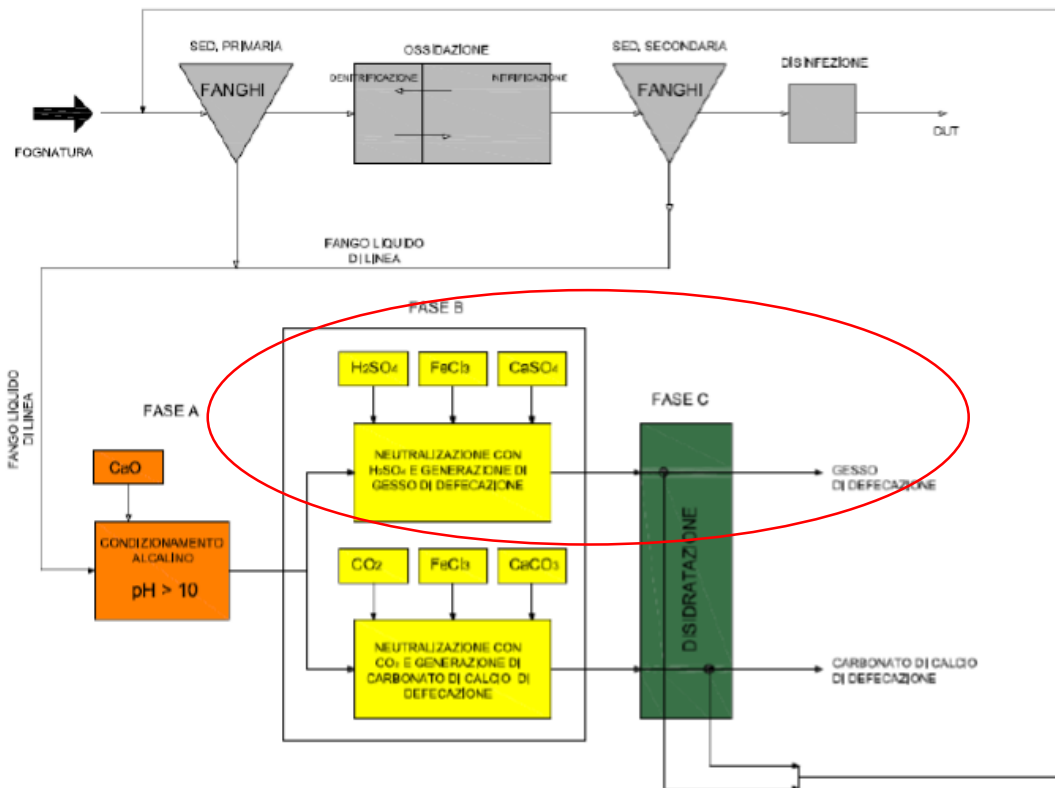 SED. PRIMARIA
OSSIDAZIONE
SED. SECONDARIA
DISINFEZIONE
DENITRIFICAZIONE
NITRIFICAZIONE
FANGHI
FANGHI
FOGNATURA
OUT
FANGO LIQUIDO
DI LINEA
FANGO LIQUIDO
DI LINEA
FASE A
FASE B
FASE C
H₂SO₄
FeCl₃
CaSO₄
NEUTRALIZAZIONE CON
H₂SO₄ E GENERAZIONE DI
GESSO DI DEFECAZIONE
GESSO
DI DEFECAZIONE
CaO
CONDIZIONAMENTO
ALCALINO
pH > 10
CO₂
FeCl₃
CaCO₃
NEUTRALIZAZIONE CON
CO₂ E GENERAZIONE DI
CARBONATO DI CALCIO DI
DEFECAZIONE
DISIDRATAZIONE
CARBONATO DI CALCIO
DI DEFECAZIONE